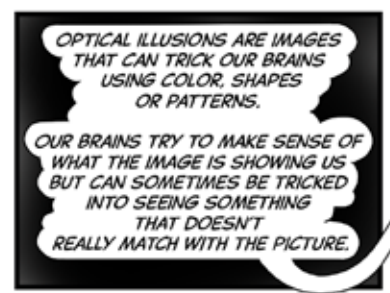 OPTICAL ILLUSIONS ARE IMAGES
THAT CAN TRICK OUR BRAINS
USING COLOR, SHAPES
OR PATTERNS.
OUR BRAINS TRY TO MAKE SENSE OF
WHAT THE IMAGE IS SHOWING US
BUT CAN SOMETIMES BE TRICKED
INTO SEEING SOMETHING
THAT DOESN'T
REALLY MATCH WITH THE PICTURE.